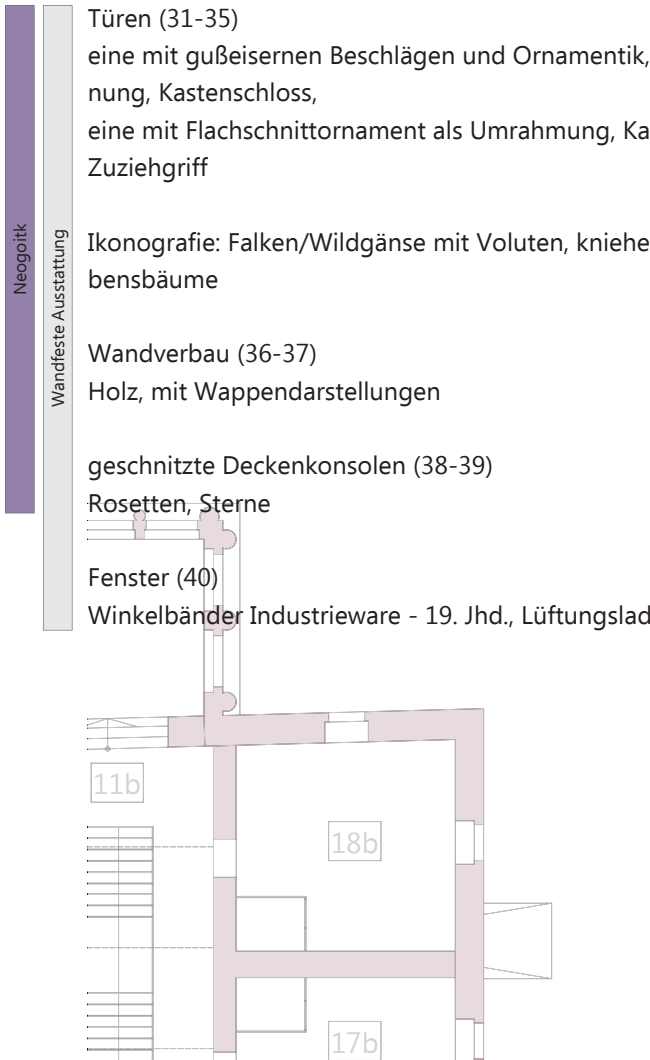 Neogoitk
Wandfeste Ausstattung
Türen (31-35)
eine mit gußeisernen Beschlägen und Ornamentik,
nung, Kastenschloss,
eine mit Flachschnittornament als Umrahmung, Ka
Zuziehgriff
Ikonografie: Falken/Wildgänse mit Voluten, kniehe
bensbäume
Wandverbau (36-37)
Holz, mit Wappendarstellungen
geschnitzte Deckenkonsolen (38-39)
Rosetten, Sterne
Fenster (40)
Winkelbänder Industrieware - 19. Jhd., Lüftungslad
11b
18b
17b